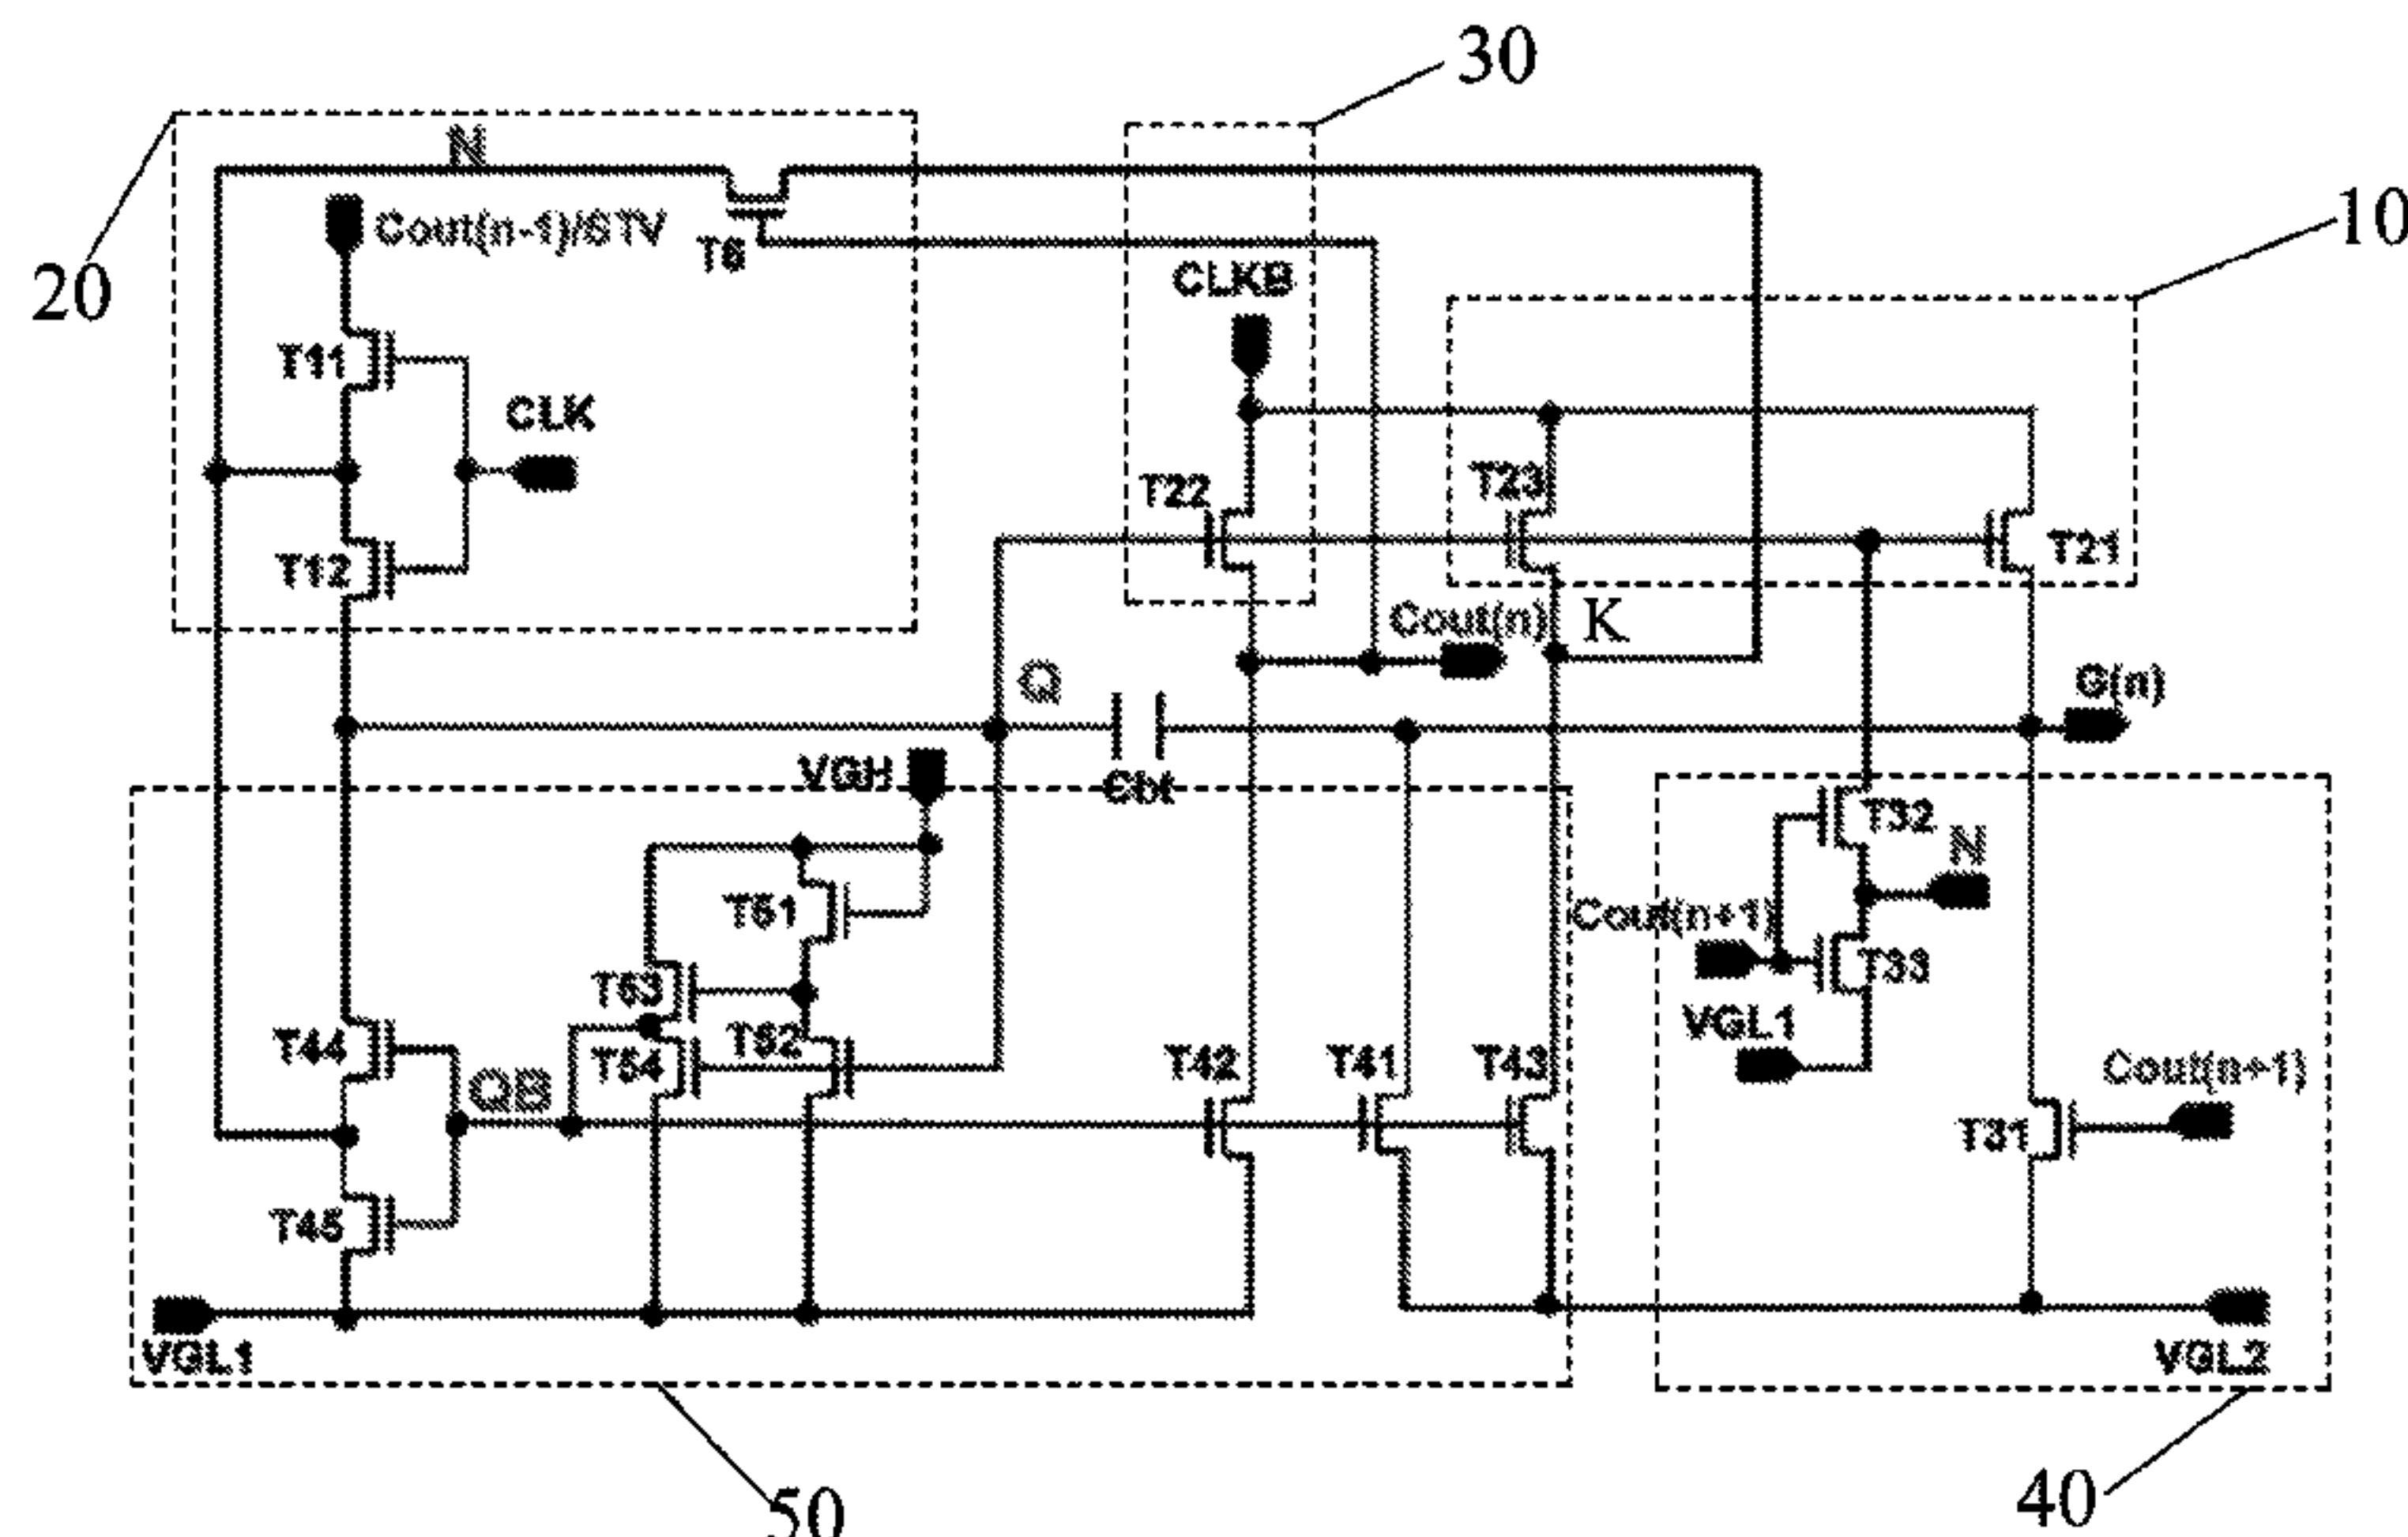 30
20
N
10
Cout(n-1)/STV
T6
CLKB
T11
CLK
T22
T23
T12
T21
Cout(n)
K
Q
G(n)
VGH
Cbt
T32
N
T51
Cout(n+1)
T53
T33
T44
T54
T52
VGL1
T42
T41
T43
Cout(n+1)
QB
T31
T45
VGL1
VGL2
50
40